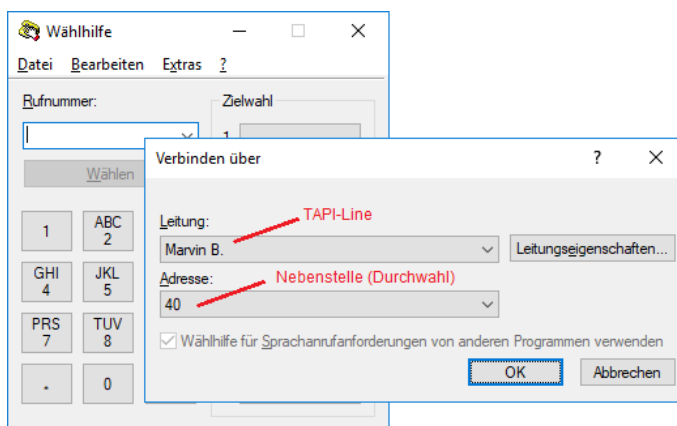 Wählhilfe
Datei Bearbeiten Extras ?
Rufnummer:
Zielwahl
1
Wählen
Verbinden über
? 
Leitung:
TAPI-Line
Marvin B.
Leitungseigenschaften...
Adresse:
Nebenstelle (Durchwahl)
40
Wählhilfe für Sprachanrufanforderungen von anderen Programmen verwenden
OK
Abbrechen
1
ABC
2
GHI
4
JKL
5
PRS
7
TUV
8
.
0